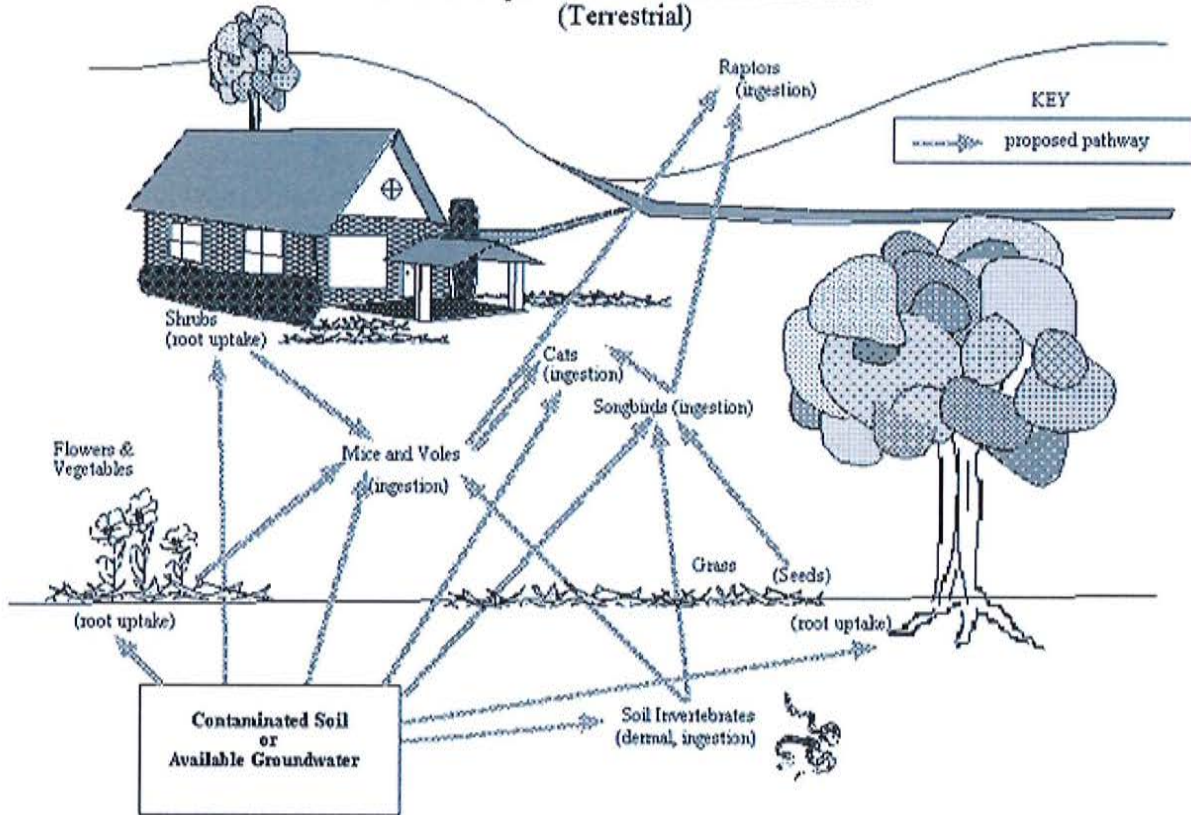 (Terrestrial)
Raptors
(ingestion)
KEY
proposed pathway
Shrubs
(root uptake)
Cats
(ingestion)
Songbirds (ingestion)
Flowers &
Vegetables
Mice and Voles
(ingestion)
Grass
(Seeds)
(root uptake)
(root uptake)
Contaminated Soil
or
Available Groundwater
Soil Invertebrates
(dermal, ingestion)